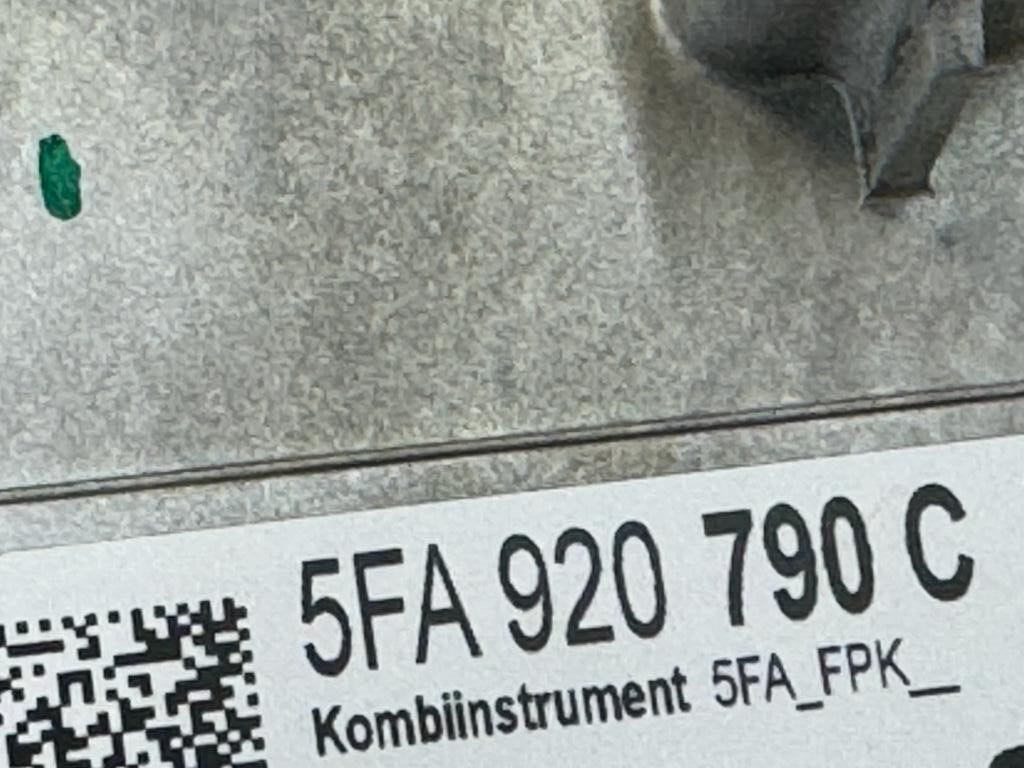 5FA 920 790 C
Kombiinstrument 5FA_FPK__